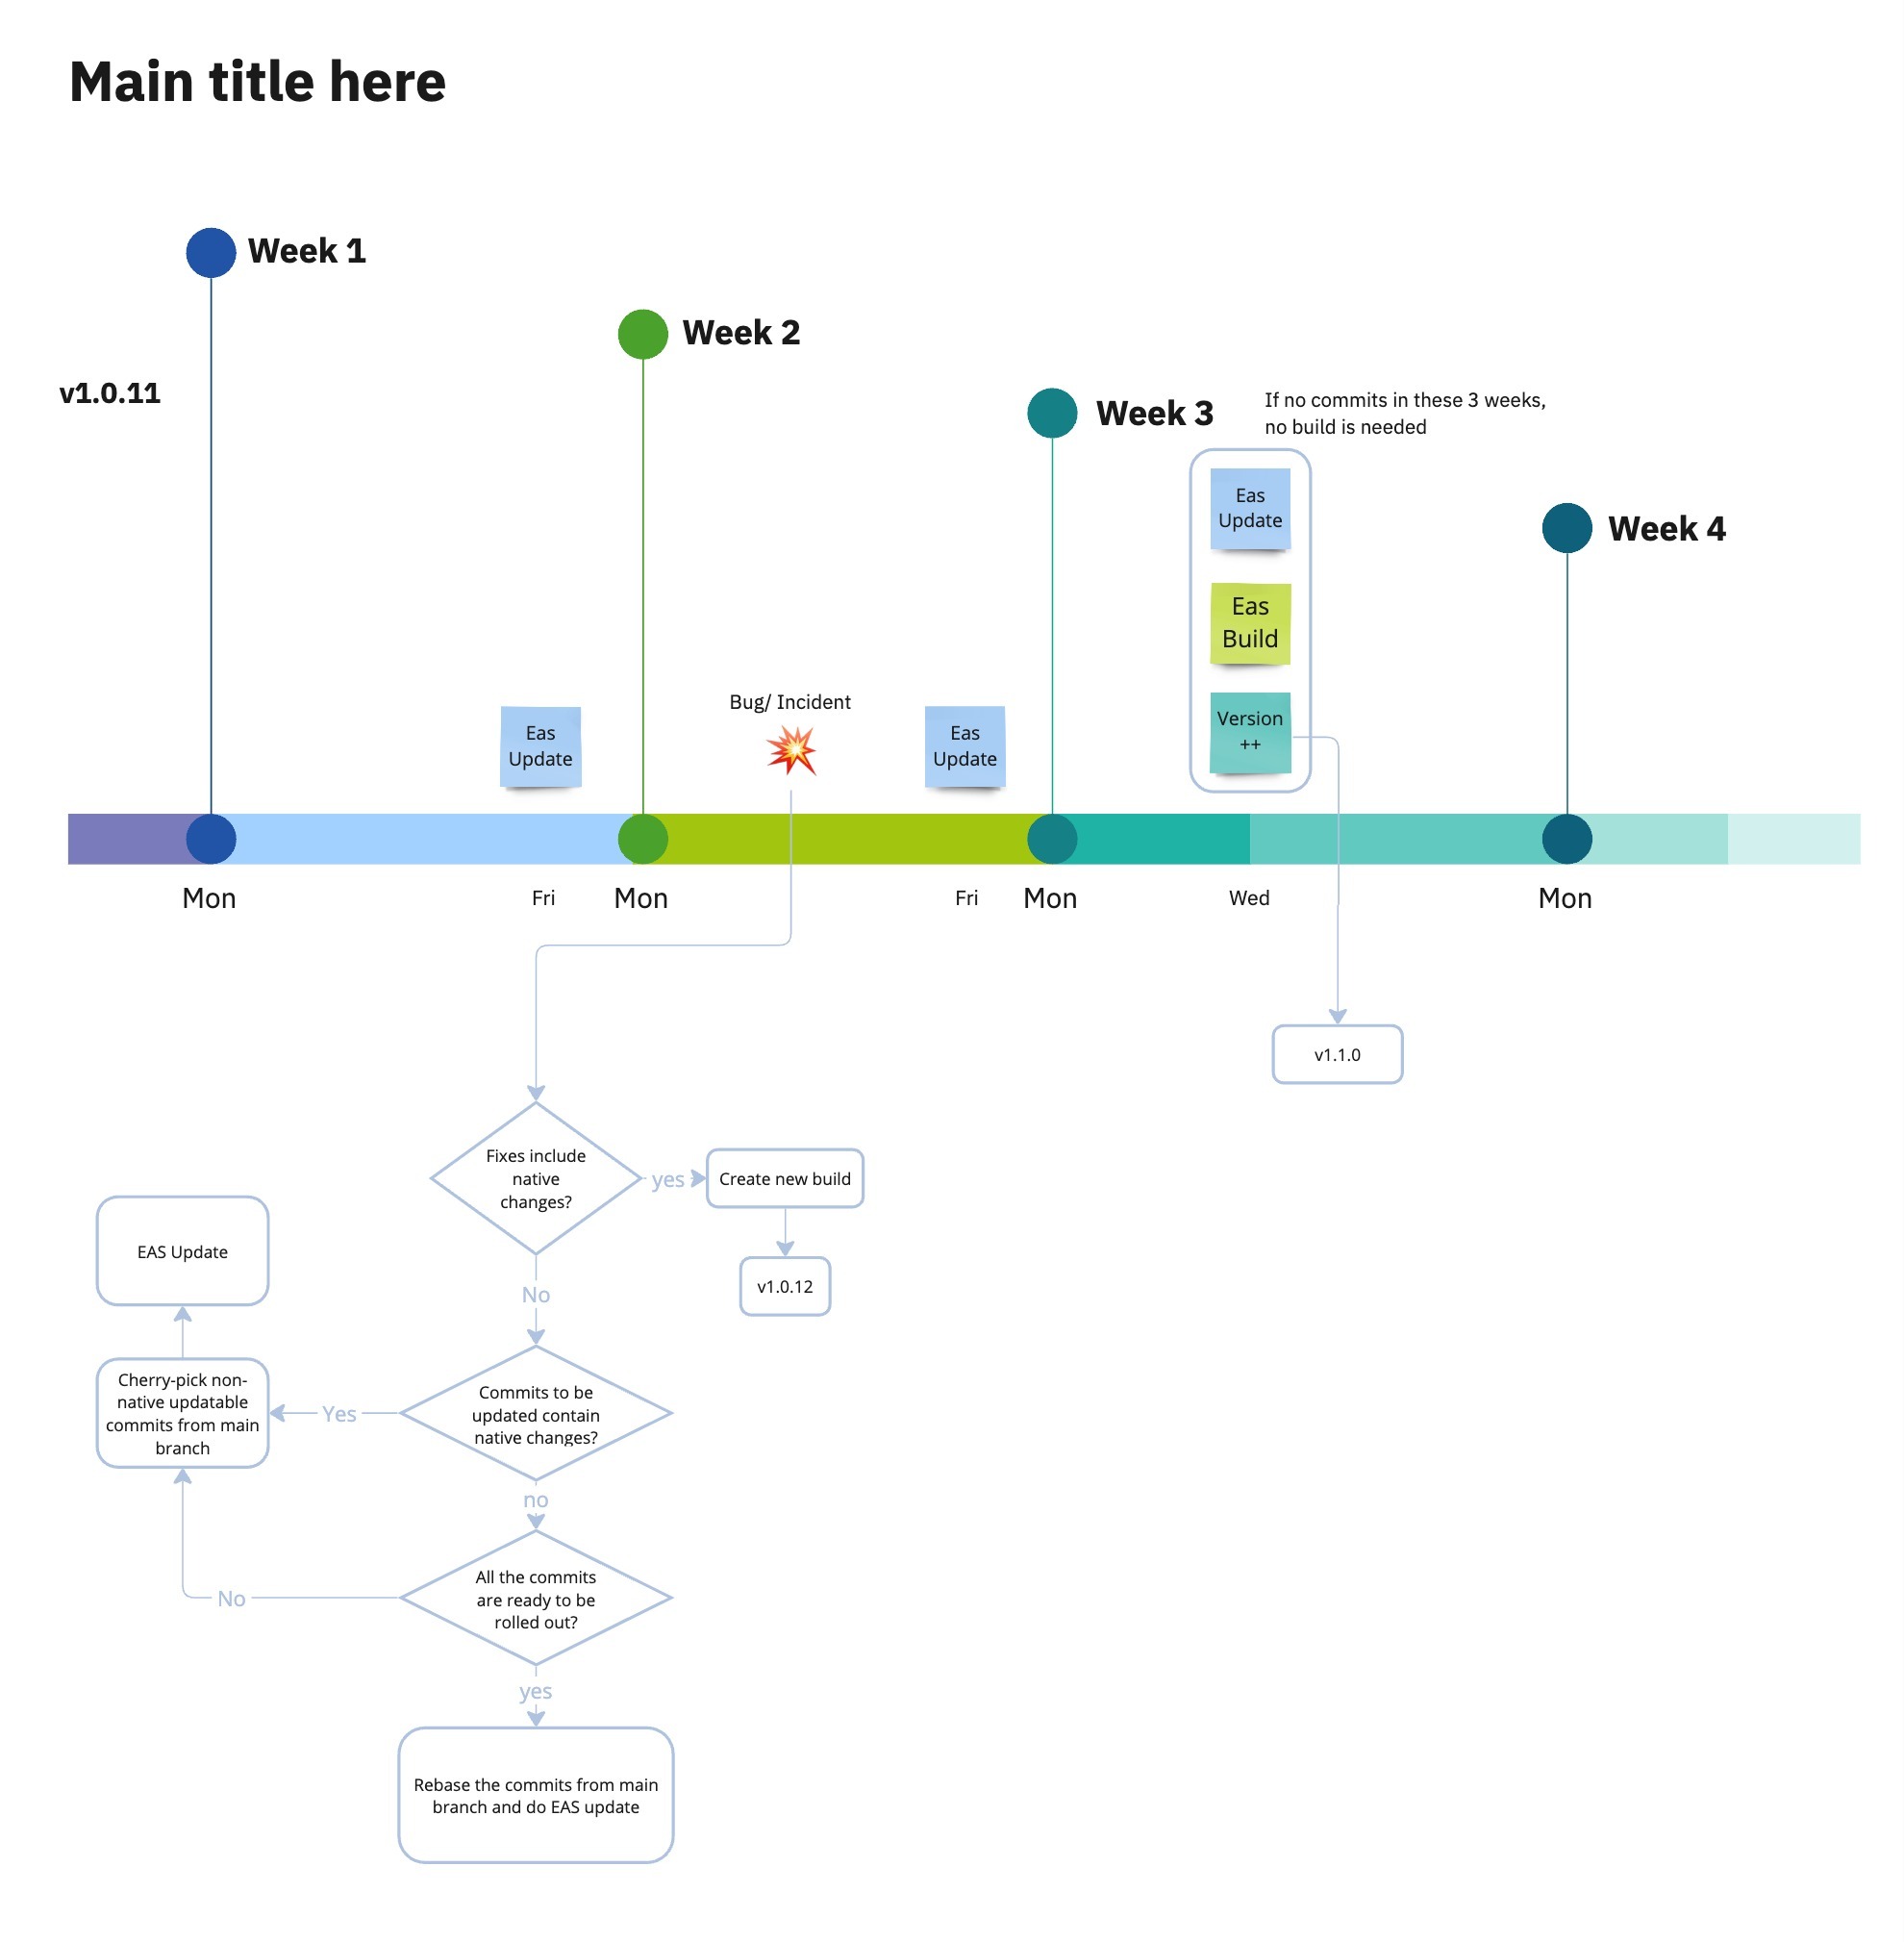 Main title here
Week 1
Week 2
v1.0.11
Week 3
If no commits in these 3 weeks,
no build is needed
Eas
Update
Week 4
Eas
Build
Bug/ Incident
Eas
Update
Eas
Update
Version
++
Mon
Fri
Mon
Fri
Mon
Wed
Mon
v1.1.0
Fixes include
native
changes?
yes
Create new build
EAS Update
v1.0.12
No
Cherry-pick non-
native updatable
commits from main
branch
Yes
Commits to be
updated contain
native changes?
no
All the commits
are ready to be
rolled out?
No
yes
Rebase the commits from main
branch and do EAS update